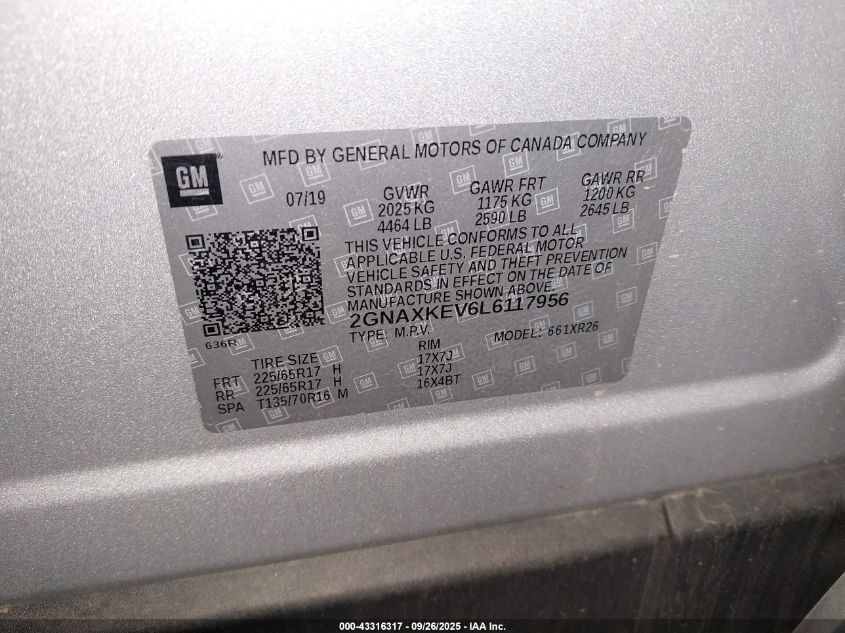 GM
MFD BY GENERAL MOTORS OF CANADA COMPANY
07/19 GVWR GAWR FRT GAWR RR
2025 KG 1175 KG 1200 KG
4464 LB 2590 LB 2645 LB
THIS VEHICLE CONFORMS TO ALL
APPLICABLE U.S. FEDERAL MOTOR
VEHICLE SAFETY AND THEFT PREVENTION
STANDARDS IN EFFECT ON THE DATE OF
MANUFACTURE SHOWN ABOVE.
2GNAXKEV6L6117956
636R TYPE: M.P.V. MODEL: 661XR26
TIRE SIZE RIM
FRT 225/65R17 H 17X7J
RR 225/65R17 H 17X7J
SPA T135/70R16 M 16X4BT
000-43316317 | 09/26/2025 - IAA Inc.